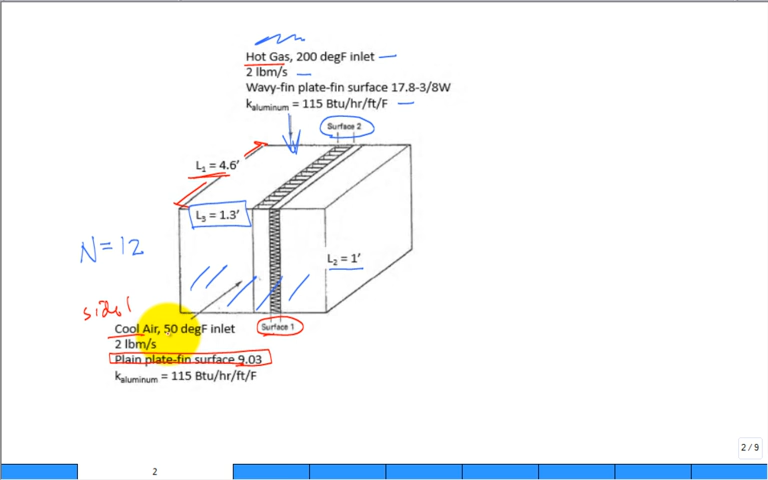 Hot Gas, 200 degF inlet
2 lbm/s
Wavy-fin plate-fin surface 17.8-3/8W
kaluminum = 115 Btu/hr/ft/F
Surface 2
L1 = 4.6'
L3 = 1.3'
N=12
L2 = 1'
side 1
Cool Air, 50 degF inlet
Surface 1
2 lbm/s
Plain plate-fin surface 9.03
kaluminum = 115 Btu/hr/ft/F
2 / 9
2